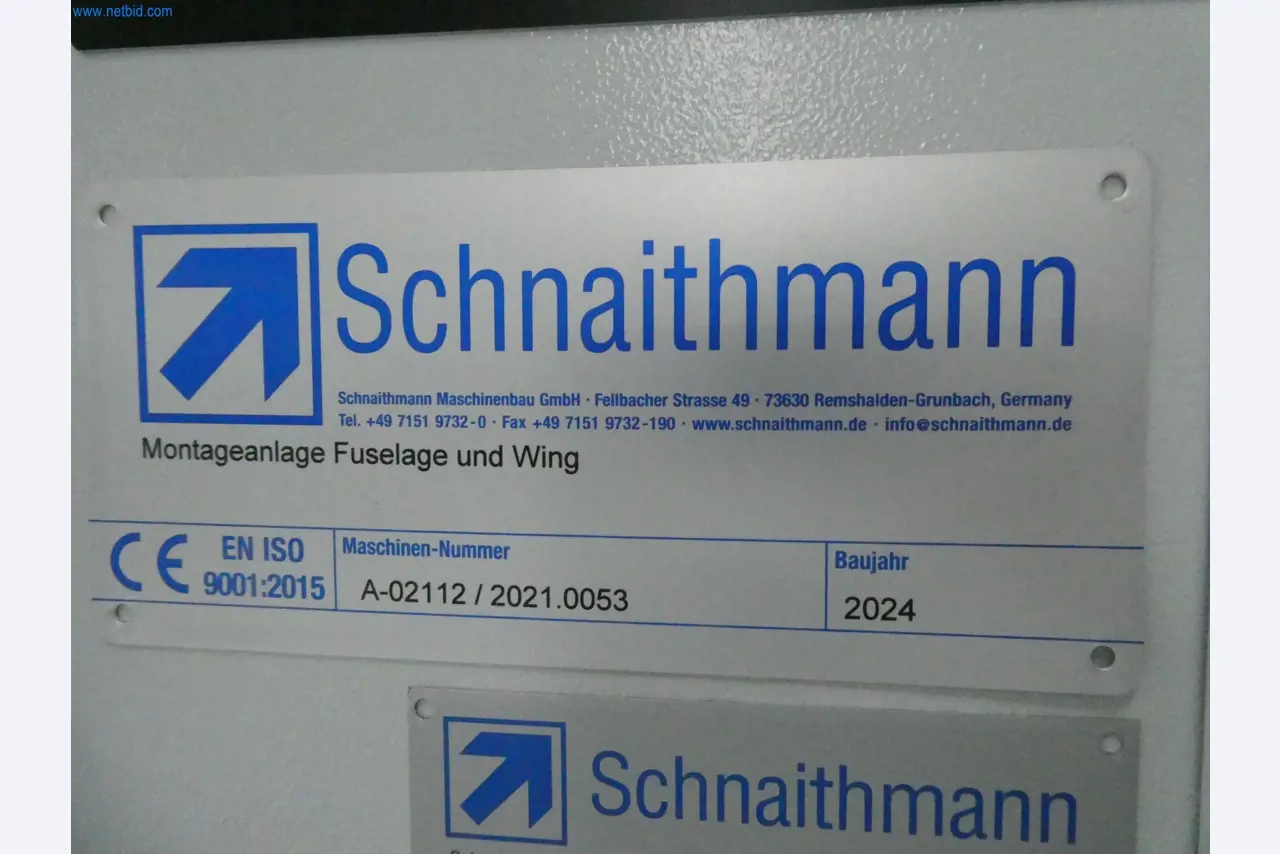 www.netbid.com
Schnaithmann
Schnaithmann Maschinenbau GmbH · Fellbacher Strasse 49 · 73630 Remshalden-Grunbach, Germany
Tel. +49 7151 9732-0 · Fax +49 7151 9732-190 · www.schnaithmann.de · info@schnaithmann.de
Montageanlage Fuselage und Wing
CE EN ISO 9001:2015
Maschinen-Nummer
A-02112 / 2021.0053
Baujahr
2024
Schnaithmann